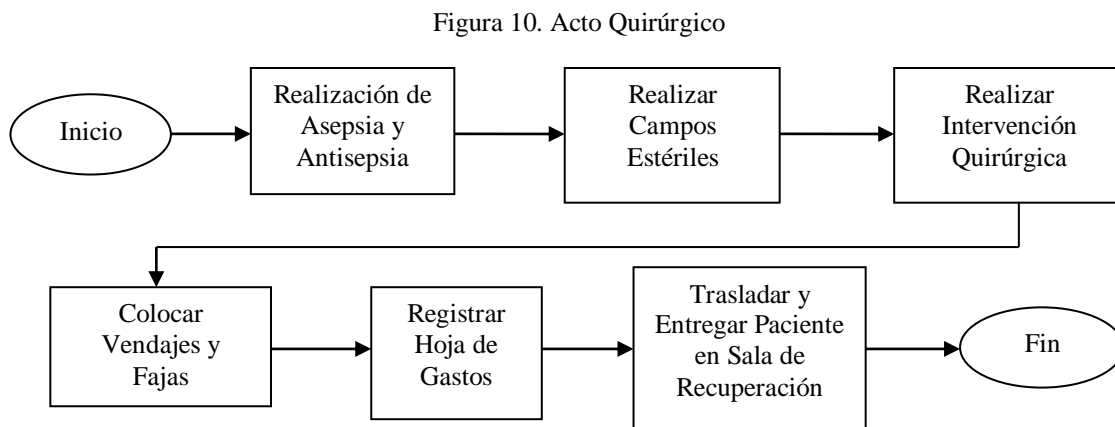 Figura 10. Acto Quirúrgico
Inicio
Realización de
Asepsia y
Antisepsia
Realizar
Campos
Estériles
Realizar
Intervención
Quirúrgica
Colocar
Vendajes y
Fajas
Registrar
Hoja de
Gastos
Trasladar y
Entregar Paciente
en Sala de
Recuperación
Fin